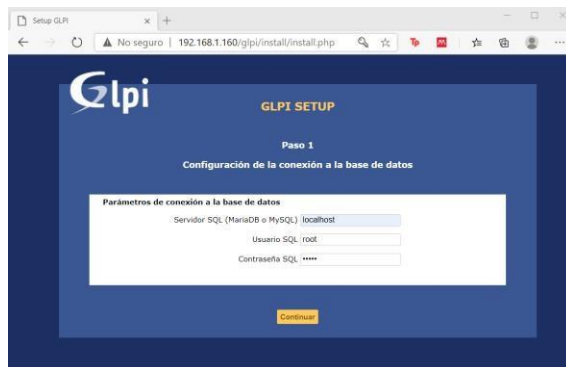 Setup GLPI
No seguro | 192.168.1.160/glpi/install/install.php
Glpi
GLPI SETUP
Paso 1
Configuración de la conexión a la base de datos
Parámetros de conexión a la base de datos
Servidor SQL (MariaDB o MySQL) localhost
Usuario SQL root
Contraseña SQL •••••
Continuar